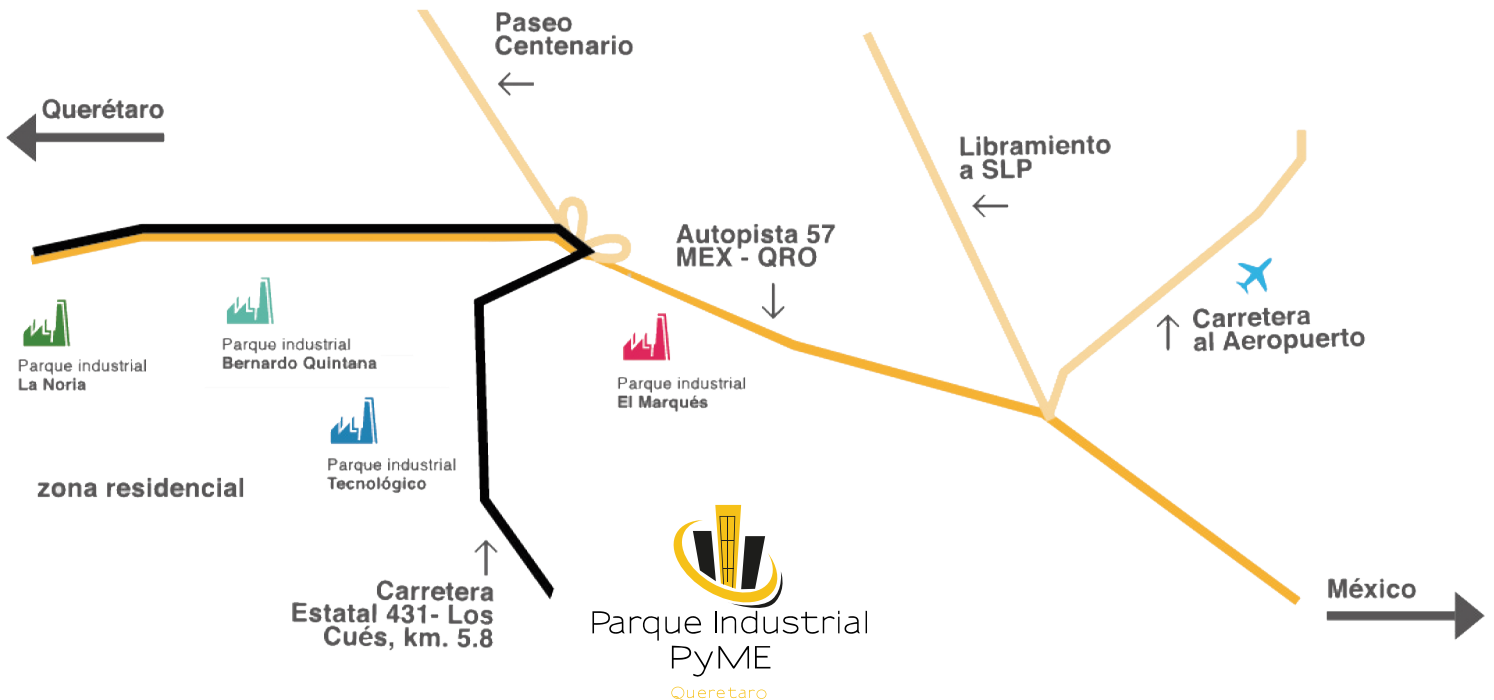 Paseo
Centenario
Querétaro
Libramiento
a SLP
Autopista 57
MEX - QRO
Carretera
al Aeropuerto
Parque industrial
La Noria
Parque industrial
Bernardo Quintana
Parque industrial
El Marqués
Parque industrial
Tecnológico
zona residencial
Carretera
Estatal 431- Los
Cués, km. 5.8
México
Parque Industrial
PyME
Queretaro